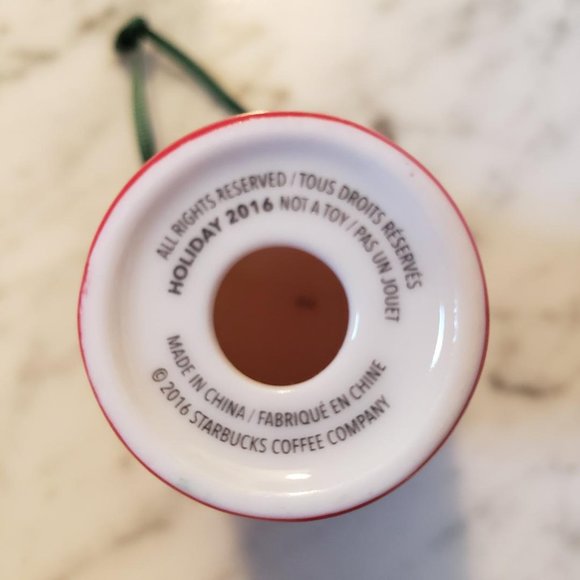 ALL RIGHTS RESERVED / TOUS DROITS RÉSERVÉS
HOLIDAY 2016 NOT A TOY / PAS UN JOUET
MADE IN CHINA / FABRIQUÉ EN CHINE
© 2016 STARBUCKS COFFEE COMPANY